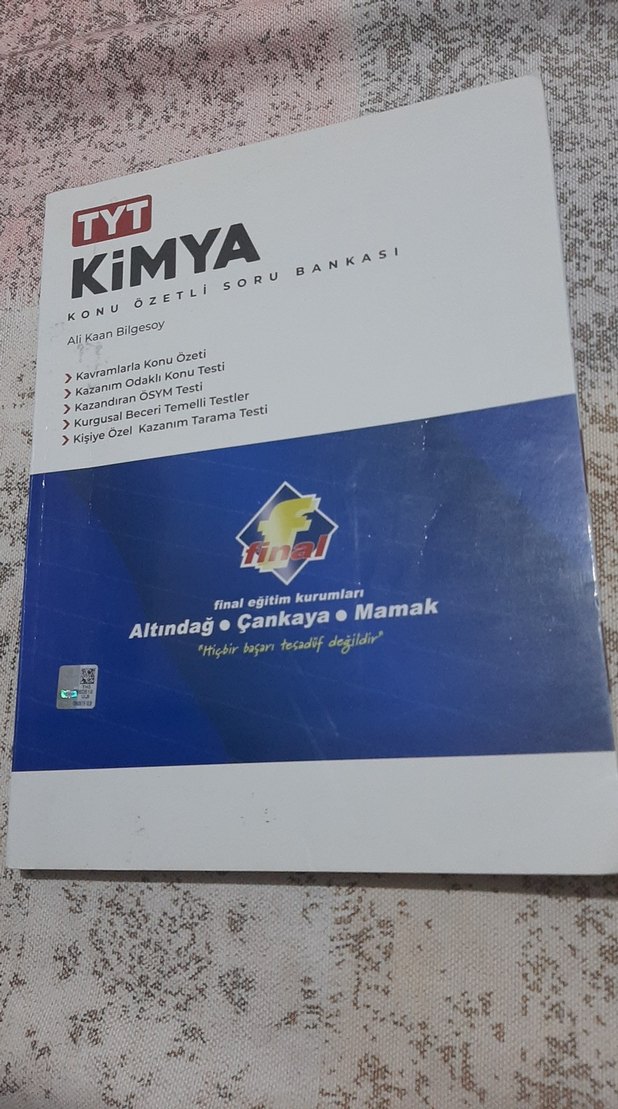 TYT
KiMYA
KONU ÖZETLİ SORU BANKASI
Ali Kaan Bilgesoy
Kavramlarla Konu Özeti
Kazanım Odaklı Konu Testi
Kazandıran ÖSYM Testi
Kurgusal Beceri Temelli Testler
Kişiye Özel Kazanım Tarama Testi
f
final
final eğitim kurumları
Altındağ • Çankaya • Mamak
"Hiçbir başarı tesadüf değildir"